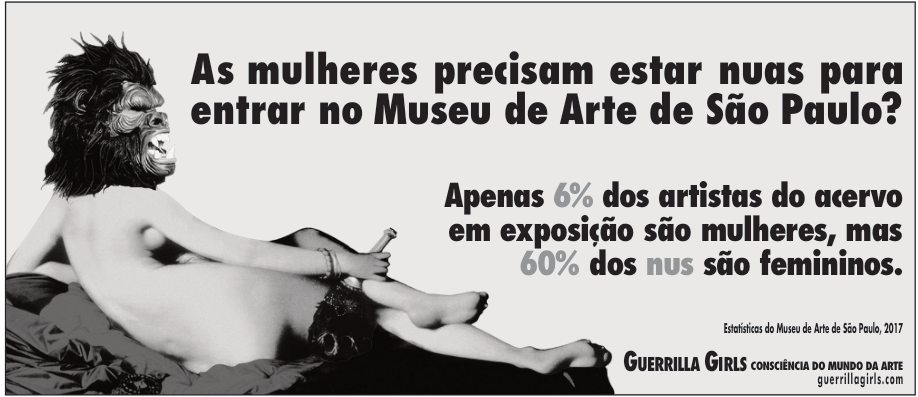 As mulheres precisam estar nuas para
entrar no Museu de Arte de São Paulo?
Apenas 6% dos artistas do acervo
em exposição são mulheres, mas
60% dos nus são femininos.
Estatísticas do Museu de Arte de São Paulo, 2017
GUERRILLA GIRLS CONSCIÊNCIA DO MUNDO DA ARTE
guerrillagirls.com